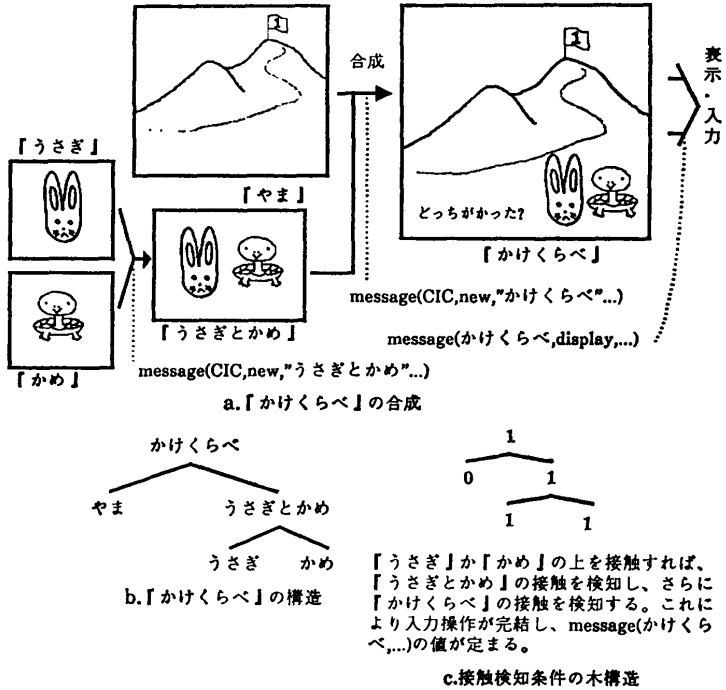 1
1
合成
表示・入力
『うさぎ』
『やま』
どっちがかった?
『かけくらべ』
『うさぎとかめ』
『かめ』
message(CIC,new,"かけくらべ"...)
message(かけくらべ,display,...)
message(CIC,new,"うさぎとかめ"...)
a.『かけくらべ』の合成
かけくらべ
やま
うさぎとかめ
うさぎ
かめ
b.『かけくらべ』の構造
1
0
1
1
1
『うさぎ』か『かめ』の上を接触すれば、
『うさぎとかめ』の接触を検知し、さらに
『かけくらべ』の接触を検知する。これに
より入力操作が完結し、message(かけくら
べ,...)の値が定まる。
c.接触検知条件の木構造